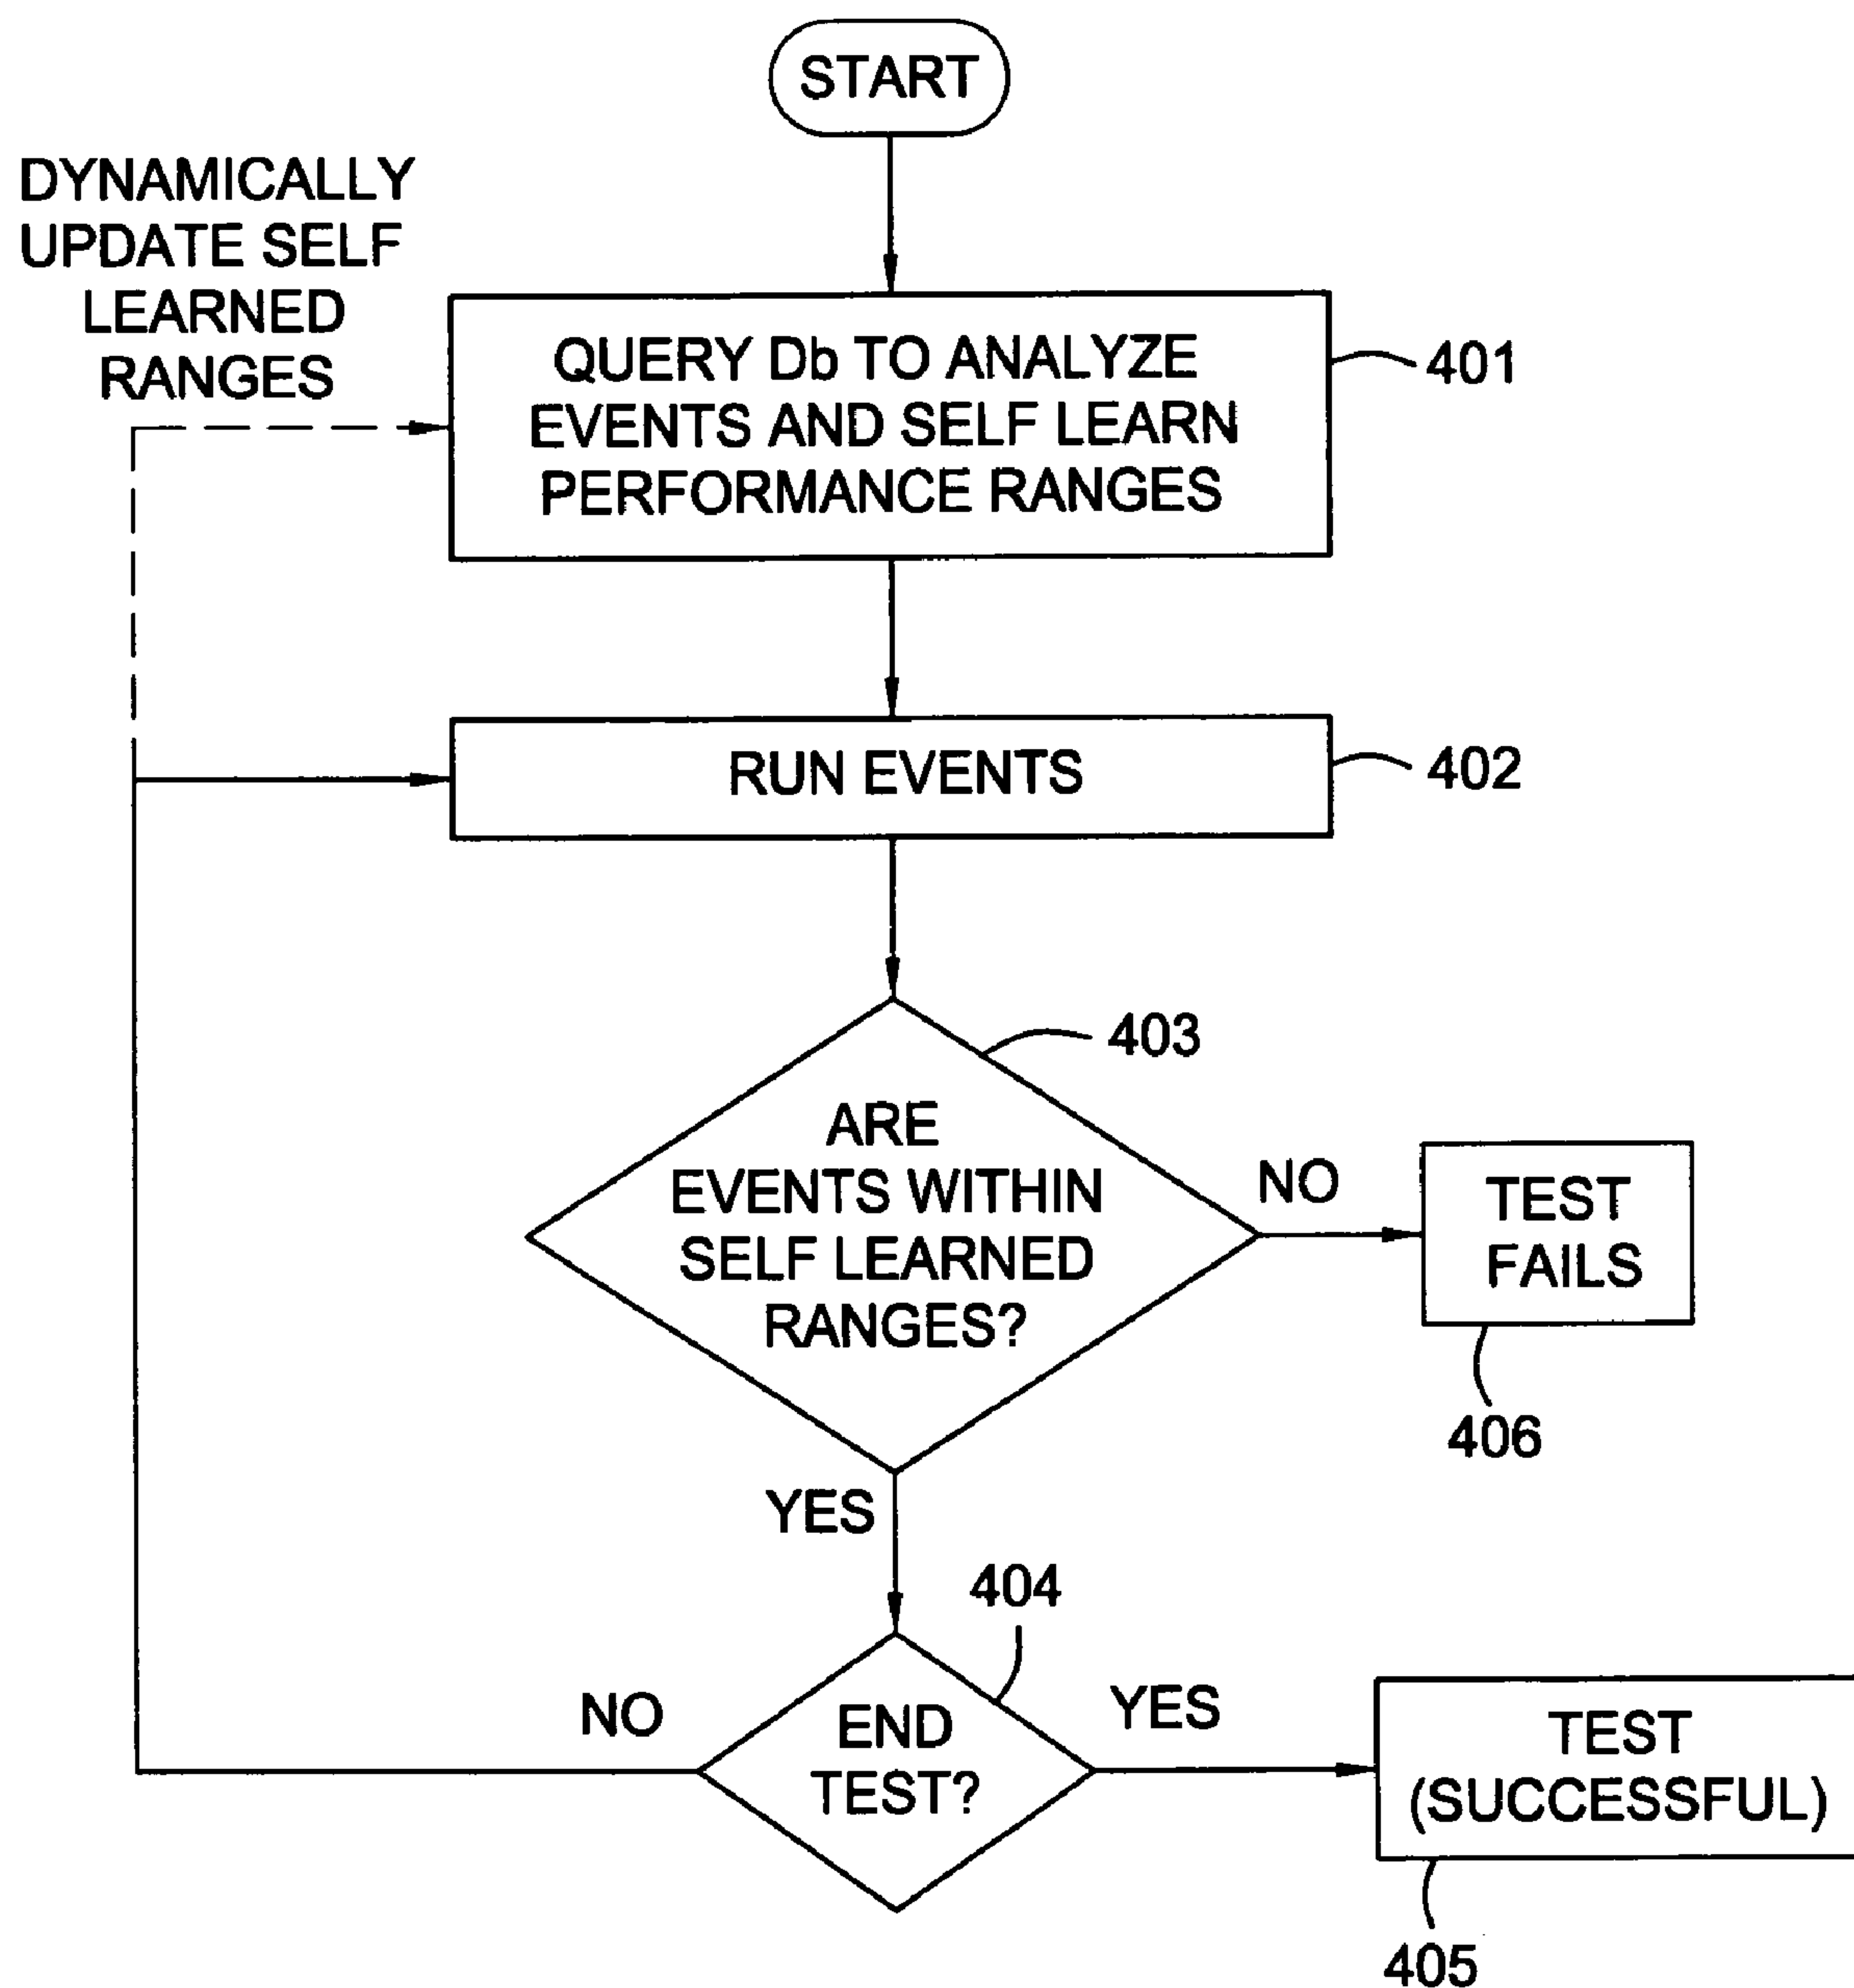 START
DYNAMICALLY
UPDATE SELF
LEARNED
RANGES
QUERY Db TO ANALYZE
EVENTS AND SELF LEARN
PERFORMANCE RANGES
401
RUN EVENTS
402
403
ARE
EVENTS WITHIN
SELF LEARNED
RANGES?
NO
TEST
FAILS
406
YES
404
END
TEST?
NO
YES
TEST
(SUCCESSFUL)
405